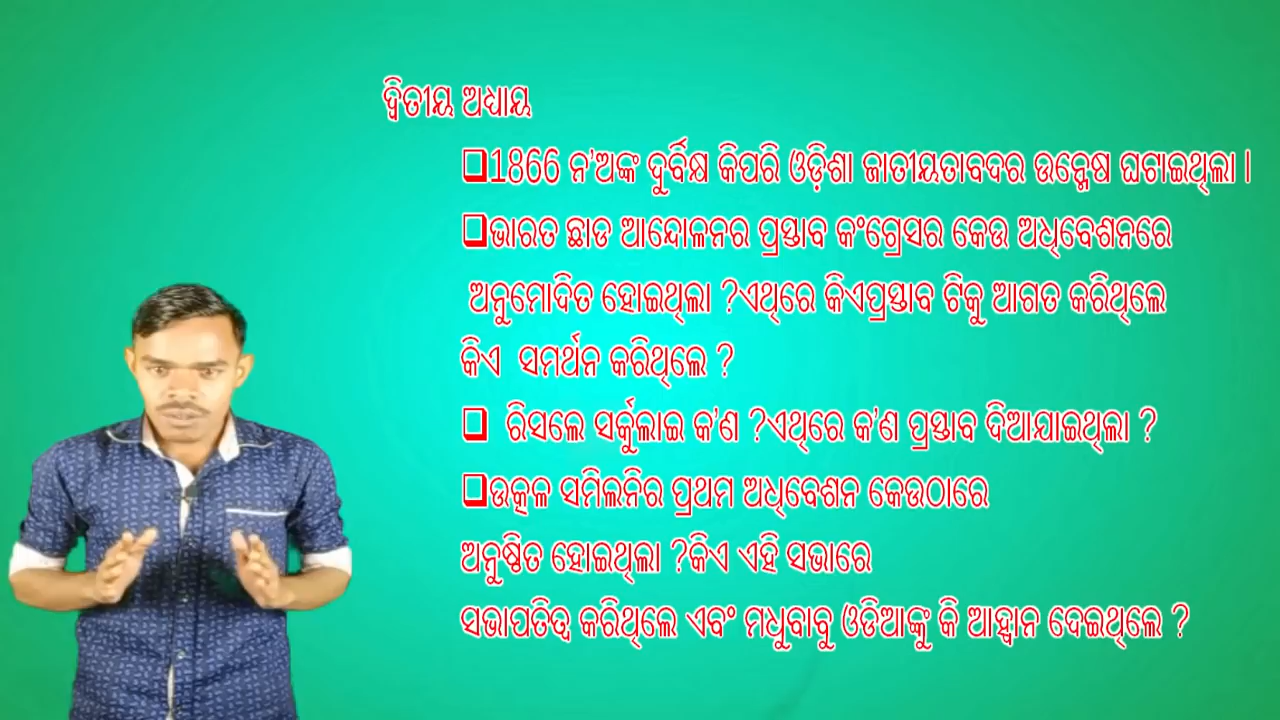 ଦ୍ୱିତୀୟ ଅଧ୍ୟାୟ
❑1866 ନ'ଅଙ୍କ ଦୁର୍ବିକ୍ଷ କିପରି ଓଡ଼ିଶା ଜାତୀୟତାବଦର ଉନ୍ମେଷ ଘଟାଇଥିଲା ।
❑ଭାରତ ଛାଡ ଆନ୍ଦୋଳନର ପ୍ରସ୍ତାବ କଂଗ୍ରେସର କେଉ ଅଧିବେଶନରେ
ଅନୁମୋଦିତ ହୋଇଥିଲା ?ଏଥିରେ କିଏପ୍ରସ୍ତାବ ଟିକୁ ଆଗତ କରିଥିଲେ
କିଏ ସମର୍ଥନ କରିଥିଲେ ?
❑ ରିସଲେ ସର୍କୁଲାଇ କ'ଣ ?ଏଥିରେ କ'ଣ ପ୍ରସ୍ତାବ ଦିଆଯାଇଥିଲା ?
❑ଉତ୍କଳ ସମିଲନିର ପ୍ରଥମ ଅଧିବେଶନ କେଉଠାରେ
ଅନୁଷ୍ଠିତ ହୋଇଥିଲା ?କିଏ ଏହି ସଭାରେ
ସଭାପତିତ୍ୱ କରିଥିଲେ ଏବଂ ମଧୁବାବୁ ଓଡିଆଙ୍କୁ କି ଆହ୍ୱାନ ଦେଇଥିଲେ ?